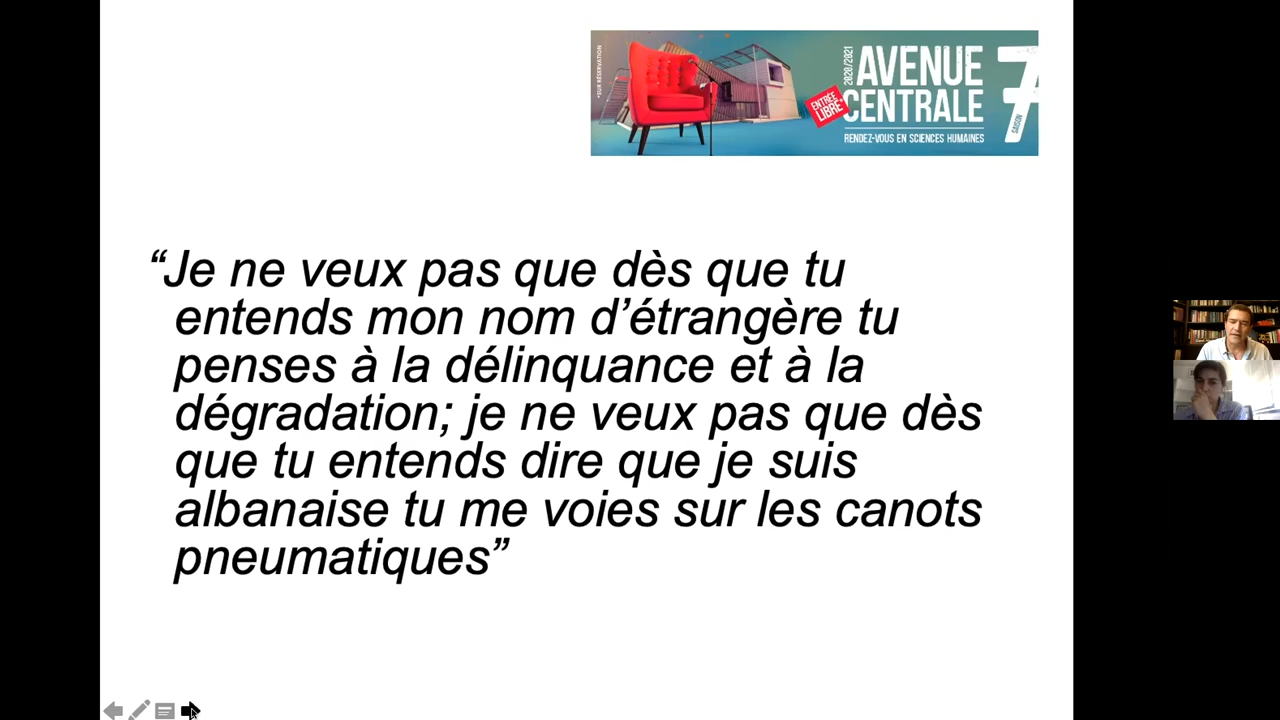 *SUR RÉSERVATION
ENTRÉE
LIBRE*
2020/2021
AVENUE
CENTRALE
RENDEZ-VOUS EN SCIENCES HUMAINES
SAISON
7
“Je ne veux pas que dès que tu
entends mon nom d’étrangère tu
penses à la délinquance et à la
dégradation; je ne veux pas que dès
que tu entends dire que je suis
albanaise tu me voies sur les canots
pneumatiques”